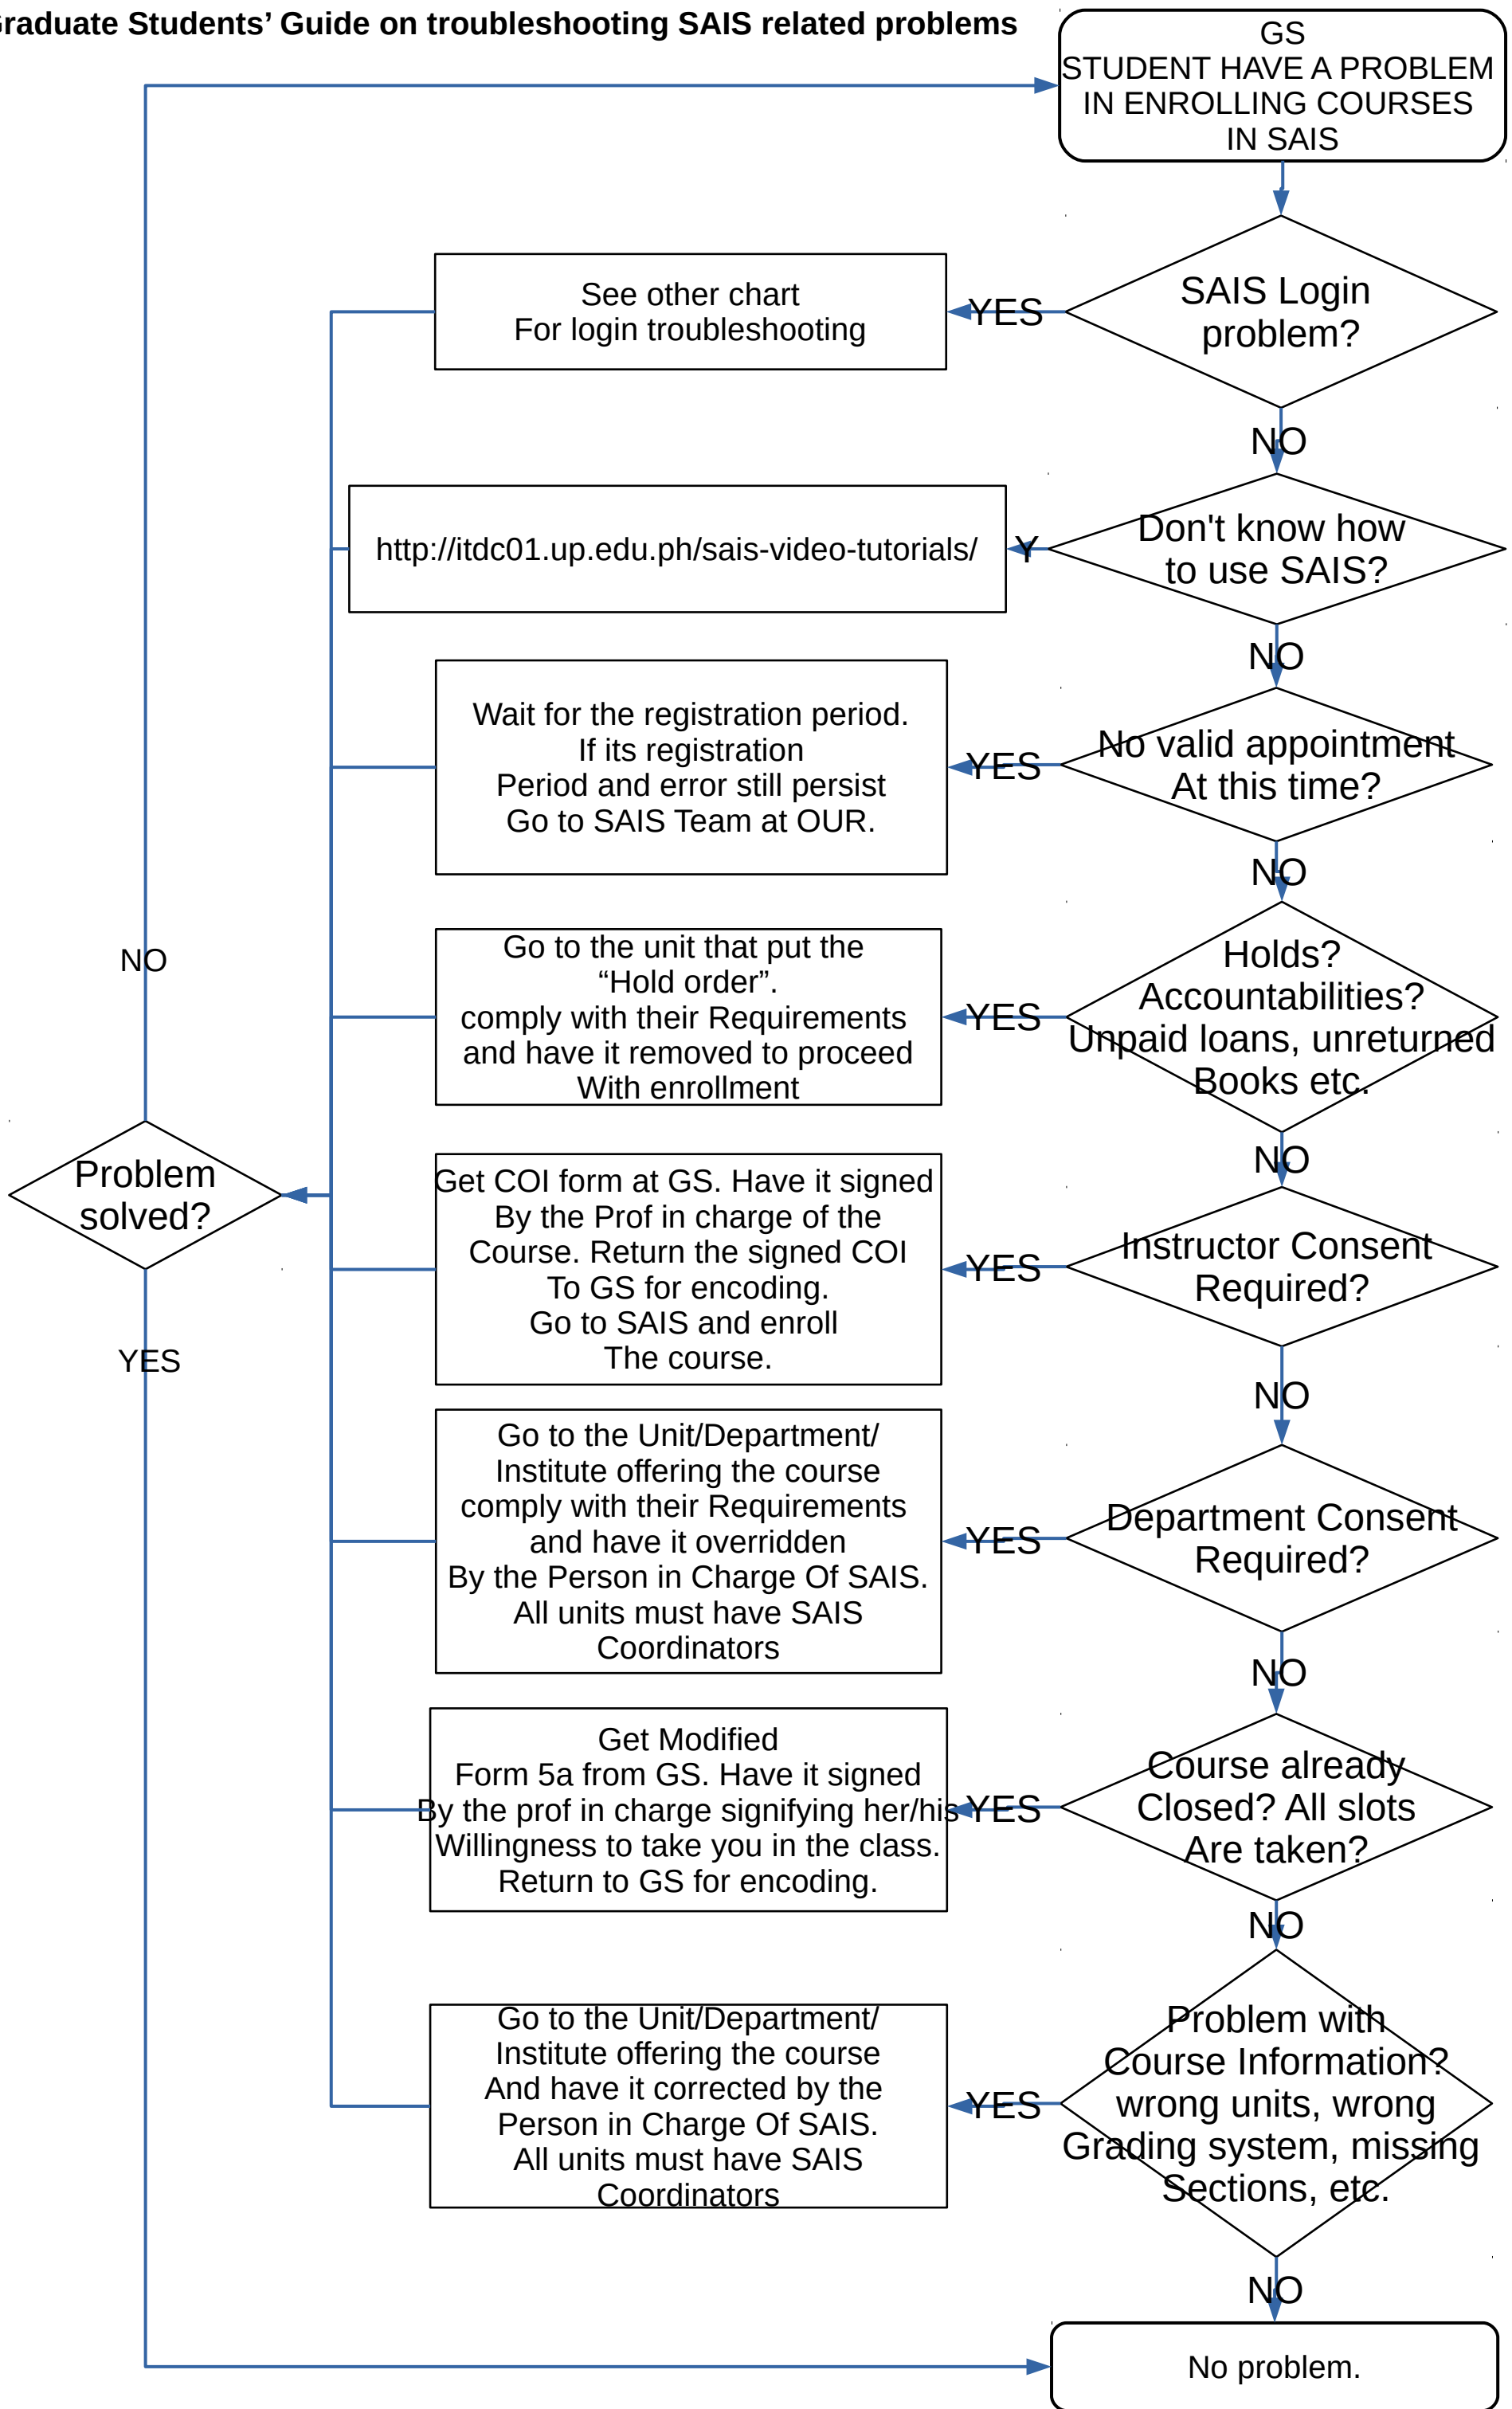 raduate Students’ Guide on troubleshooting SAIS related problems
GS
STUDENT HAVE A PROBLEM
IN ENROLLING COURSES
IN SAIS
SAIS Login
problem?
YES
See other chart
For login troubleshooting
NO
Don't know how
to use SAIS?
Y
http://itdc01.up.edu.ph/sais-video-tutorials/
NO
No valid appointment
At this time?
YES
Wait for the registration period.
If its registration
Period and error still persist
Go to SAIS Team at OUR.
NO
Holds?
Accountabilities?
Unpaid loans, unreturned
Books etc.
YES
Go to the unit that put the
“Hold order”.
comply with their Requirements
and have it removed to proceed
With enrollment
NO
Instructor Consent
Required?
YES
Get COI form at GS. Have it signed
By the Prof in charge of the
Course. Return the signed COI
To GS for encoding.
Go to SAIS and enroll
The course.
NO
Department Consent
Required?
YES
Go to the Unit/Department/
Institute offering the course
comply with their Requirements
and have it overridden
By the Person in Charge Of SAIS.
All units must have SAIS
Coordinators
NO
Course already
Closed? All slots
Are taken?
YES
Get Modified
Form 5a from GS. Have it signed
By the prof in charge signifying her/his
Willingness to take you in the class.
Return to GS for encoding.
NO
Problem with
Course Information?
wrong units, wrong
Grading system, missing
Sections, etc.
YES
Go to the Unit/Department/
Institute offering the course
And have it corrected by the
Person in Charge Of SAIS.
All units must have SAIS
Coordinators
NO
No problem.
Problem
solved?
NO
YES